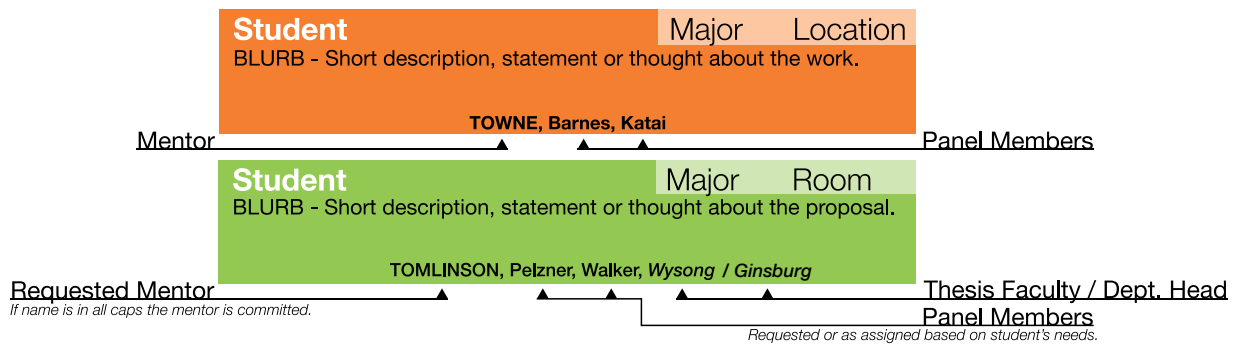 Student Major Location
BLURB - Short description, statement or thought about the work.
TOWNE, Barnes, Katai
Mentor Panel Members
Student Major Room
BLURB - Short description, statement or thought about the proposal.
TOMLINSON, Pelzner, Walker, Wysong / Ginsburg
Requested Mentor Thesis Faculty / Dept. Head
If name is in all caps the mentor is committed.
Panel Members
Requested or as assigned based on student's needs.